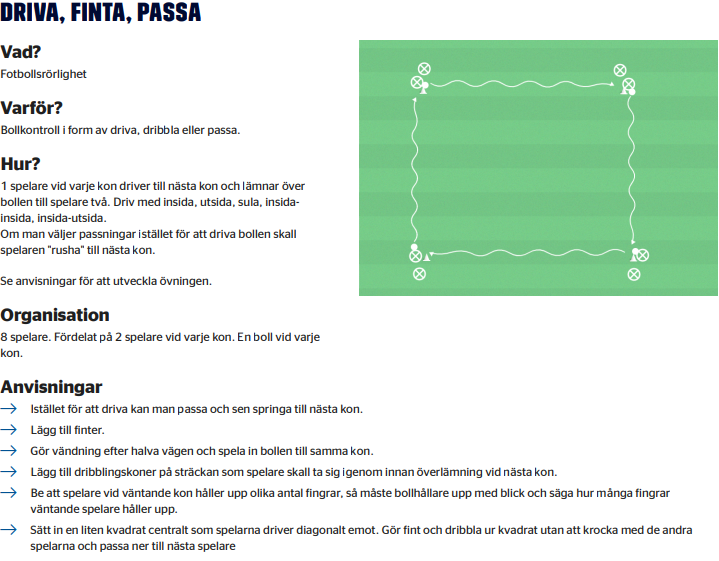 DRIVA, FINTA, PASSA
Vad?
Fotbollsrörlighet
Varför?
Bollkontroll i form av driva, dribbla eller passa.
Hur?
1 spelare vid varje kon driver till nästa kon och lämnar över
bollen till spelare två. Driv med insida, utsida, sula, insida-
insida, insida-utsida.
Om man väljer passningar istället för att driva bollen skall
spelaren "rusha" till nästa kon.
Se anvisningar för att utveckla övningen.
Organisation
8 spelare. Fördelat på 2 spelare vid varje kon. En boll vid varje
kon.
Anvisningar
Istället för att driva kan man passa och sen springa till nästa kon.
Lägg till finter.
Gör vändning efter halva vägen och spela in bollen till samma kon.
Lägg till dribblingskoner på sträckan som spelare skall ta sig igenom innan överlämning vid nästa kon.
Be att spelare vid väntande kon håller upp olika antal fingrar, så måste bollhållare upp med blick och säga hur många fingrar
väntande spelare håller upp.
Sätt in en liten kvadrat centralt som spelarna driver diagonalt emot. Gör fint och dribbla ur kvadrat utan att krocka med de andra
spelarna och passa ner till nästa spelare